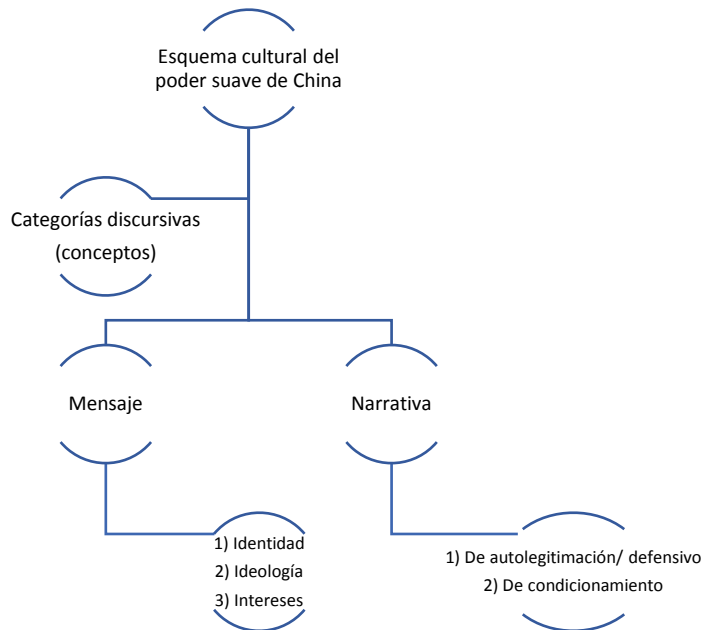 Esquema cultural del
poder suave de China
Categorías discursivas
(conceptos)
Mensaje
Narrativa
1) Identidad
2) Ideología
3) Intereses
1) De autolegitimación/ defensivo
2) De condicionamiento